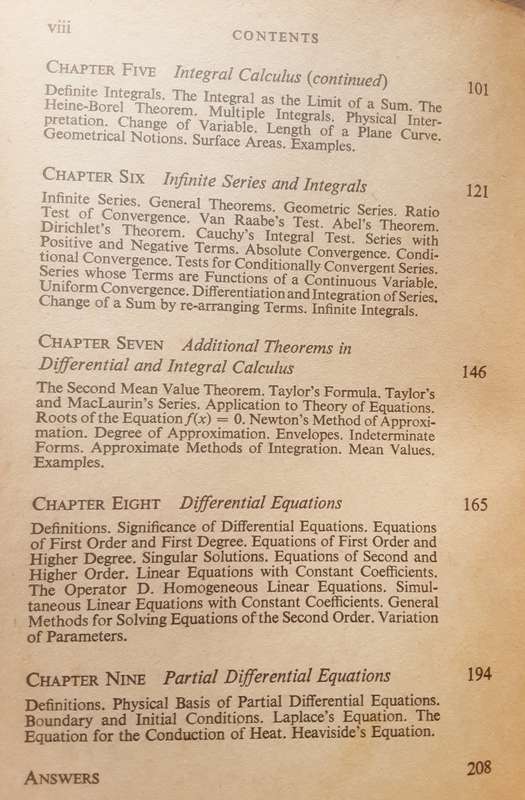 viii
CONTENTS
CHAPTER FIVE Integral Calculus (continued) 101
Definite Integrals. The Integral as the Limit of a Sum. The
Heine-Borel Theorem. Multiple Integrals. Physical Inter-
pretation. Change of Variable. Length of a Plane Curve.
Geometrical Notions. Surface Areas. Examples.
CHAPTER SIX Infinite Series and Integrals 121
Infinite Series. General Theorems. Geometric Series. Ratio
Test of Convergence. Van Raabe's Test. Abel's Theorem.
Dirichlet's Theorem. Cauchy's Integral Test. Series with
Positive and Negative Terms. Absolute Convergence. Condi-
tional Convergence. Tests for Conditionally Convergent Series.
Series whose Terms are Functions of a Continuous Variable.
Uniform Convergence. Differentiation and Integration of Series.
Change of a Sum by re-arranging Terms. Infinite Integrals.
CHAPTER SEVEN Additional Theorems in
Differential and Integral Calculus 146
The Second Mean Value Theorem. Taylor's Formula. Taylor's
and MacLaurin's Series. Application to Theory of Equations.
Roots of the Equation f(x) = 0. Newton's Method of Approxi-
mation. Degree of Approximation. Envelopes. Indeterminate
Forms. Approximate Methods of Integration. Mean Values.
Examples.
CHAPTER EIGHT Differential Equations 165
Definitions. Significance of Differential Equations. Equations
of First Order and First Degree. Equations of First Order and
Higher Degree. Singular Solutions. Equations of Second and
Higher Order. Linear Equations with Constant Coefficients.
The Operator D. Homogeneous Linear Equations. Simul-
taneous Linear Equations with Constant Coefficients. General
Methods for Solving Equations of the Second Order. Variation
of Parameters.
CHAPTER NINE Partial Differential Equations 194
Definitions. Physical Basis of Partial Differential Equations.
Boundary and Initial Conditions. Laplace's Equation. The
Equation for the Conduction of Heat. Heaviside's Equation.
ANSWERS 208